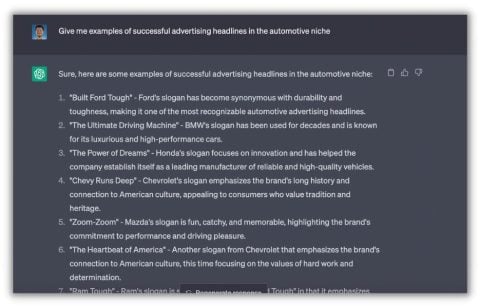 Give me examples of successful advertising headlines in the automotive niche
Sure, here are some examples of successful advertising headlines in the automotive niche:
1. "Built Ford Tough" - Ford's slogan has become synonymous with durability and
toughness, making it one of the most recognizable automotive advertising headlines.
2. "The Ultimate Driving Machine" - BMW's slogan has been used for decades and is known
for its luxurious and high-performance cars.
3. "The Power of Dreams" - Honda's slogan focuses on innovation and has helped the
company establish itself as a leading manufacturer of reliable and high-quality vehicles.
4. "Chevy Runs Deep" - Chevrolet's slogan emphasizes the brand's long history and
connection to American culture, appealing to consumers who value tradition and
heritage.
5. "Zoom-Zoom" - Mazda's slogan is fun, catchy, and memorable, highlighting the brand's
commitment to performance and driving pleasure.
6. "The Heartbeat of America" - Another slogan from Chevrolet that emphasizes the brand's
connection to American culture, this time focusing on the values of hard work and
determination.
7. "Ram Tough" - Ram's slogan is Regenerate response Tough" in that it emphasizes